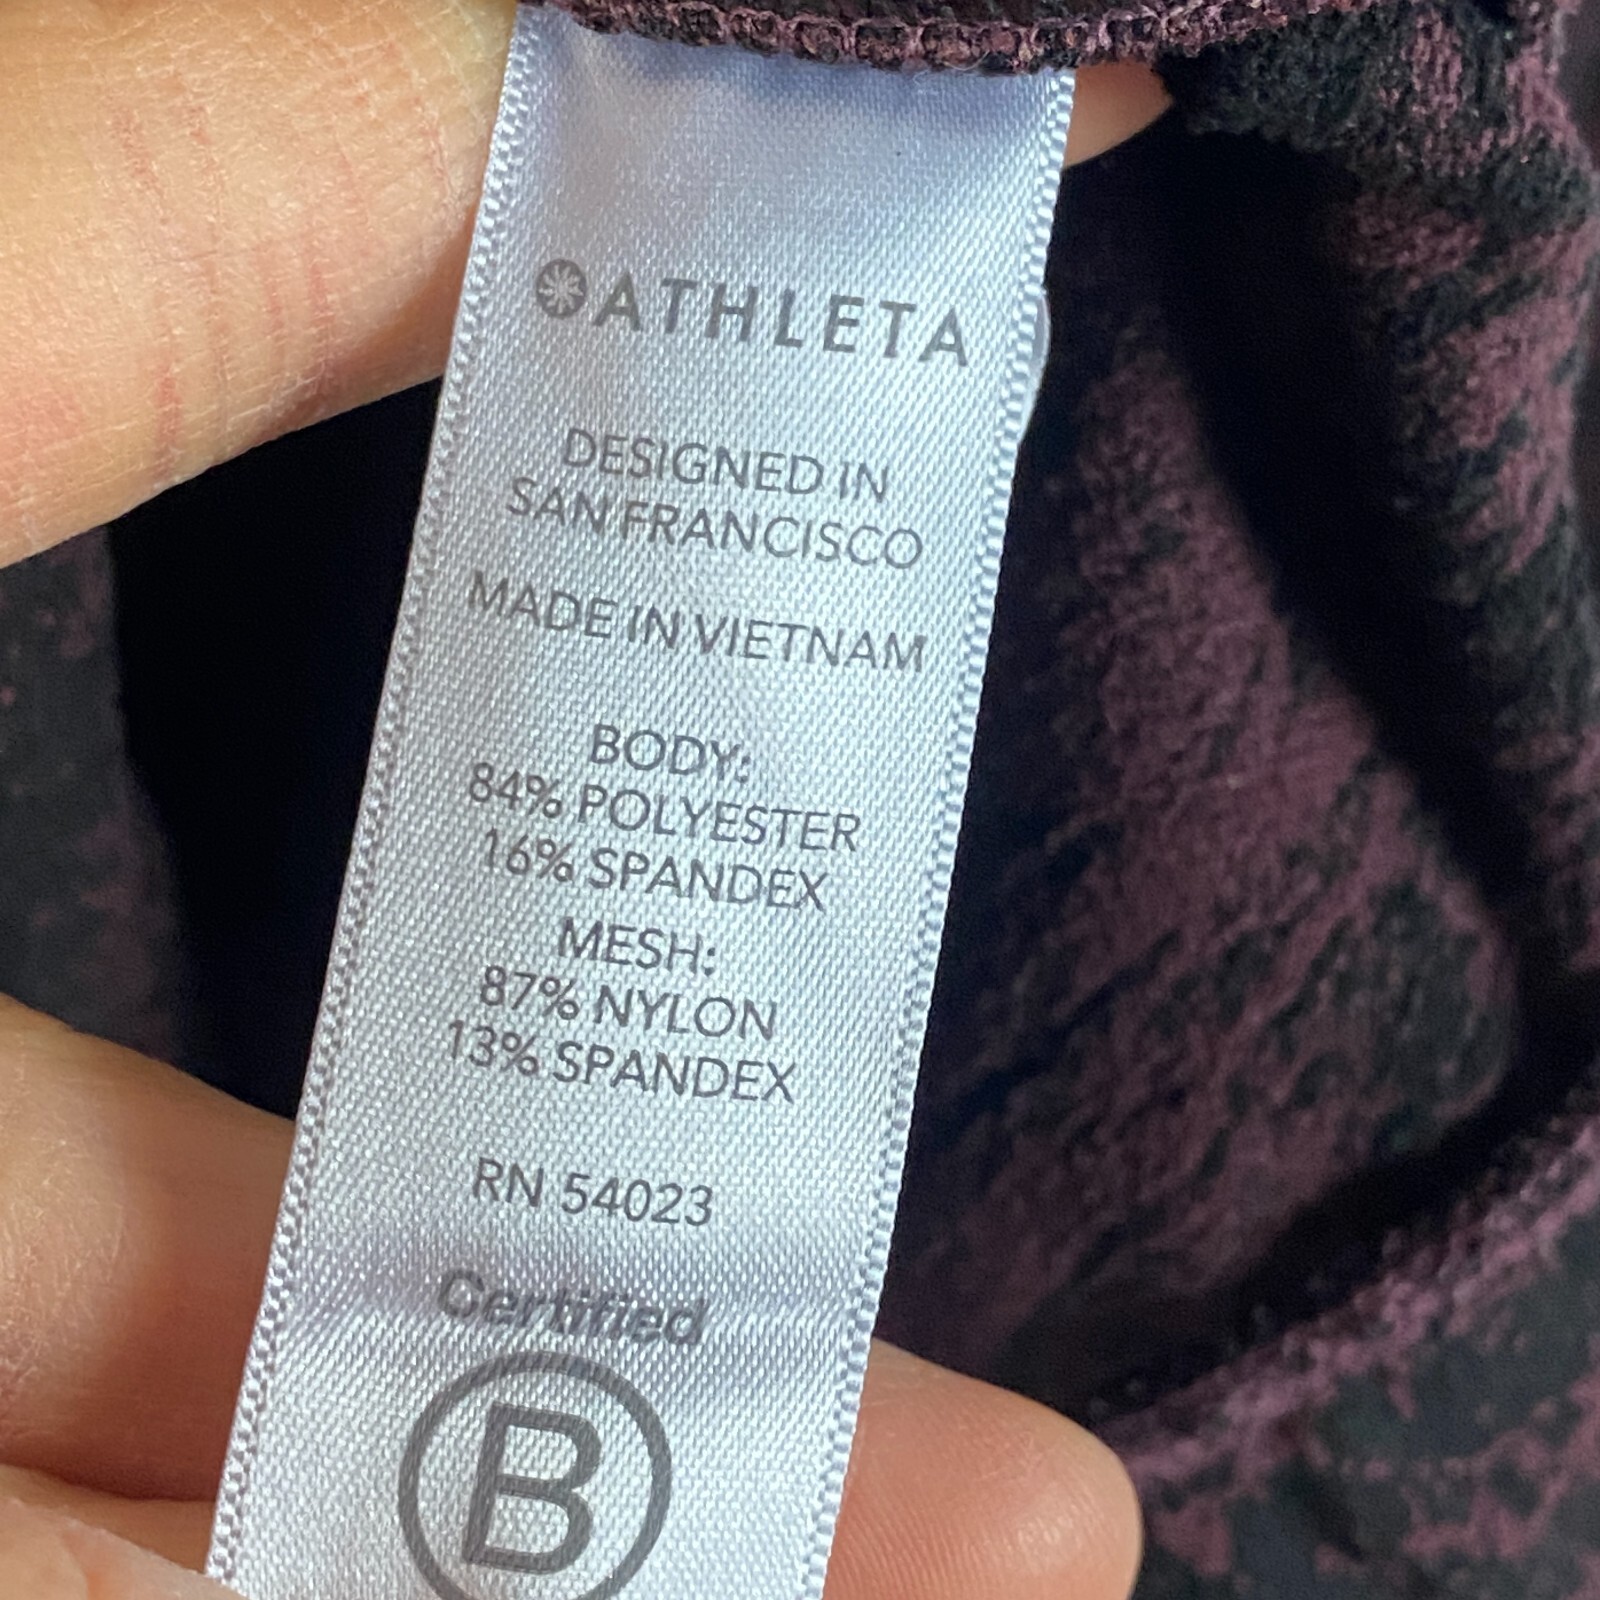 ATHLETA
DESIGNED IN
SAN FRANCISCO
MADE IN VIETNAM
BODY:
84% POLYESTER
16% SPANDEX
MESH:
87% NYLON
13% SPANDEX
RN 54023
Certified
B